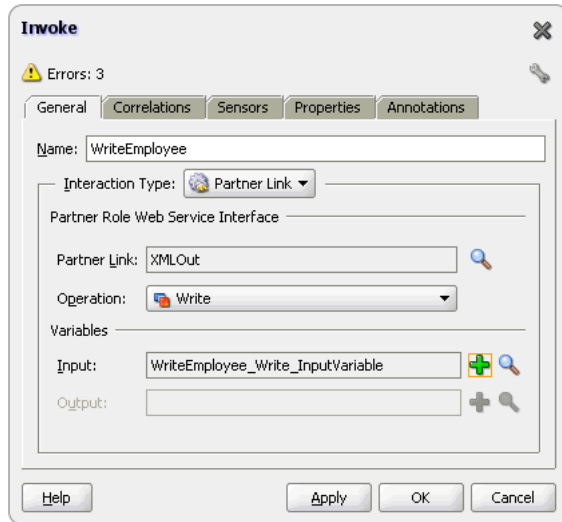 Invoke
Errors: 3
General Correlations Sensors Properties Annotations
Name: WriteEmployee
Interaction Type: Partner Link
Partner Role Web Service Interface
Partner Link: XMLOut
Operation: Write
Variables
Input: WriteEmployee_Write_InputVariable
Output:
Help Apply OK Cancel